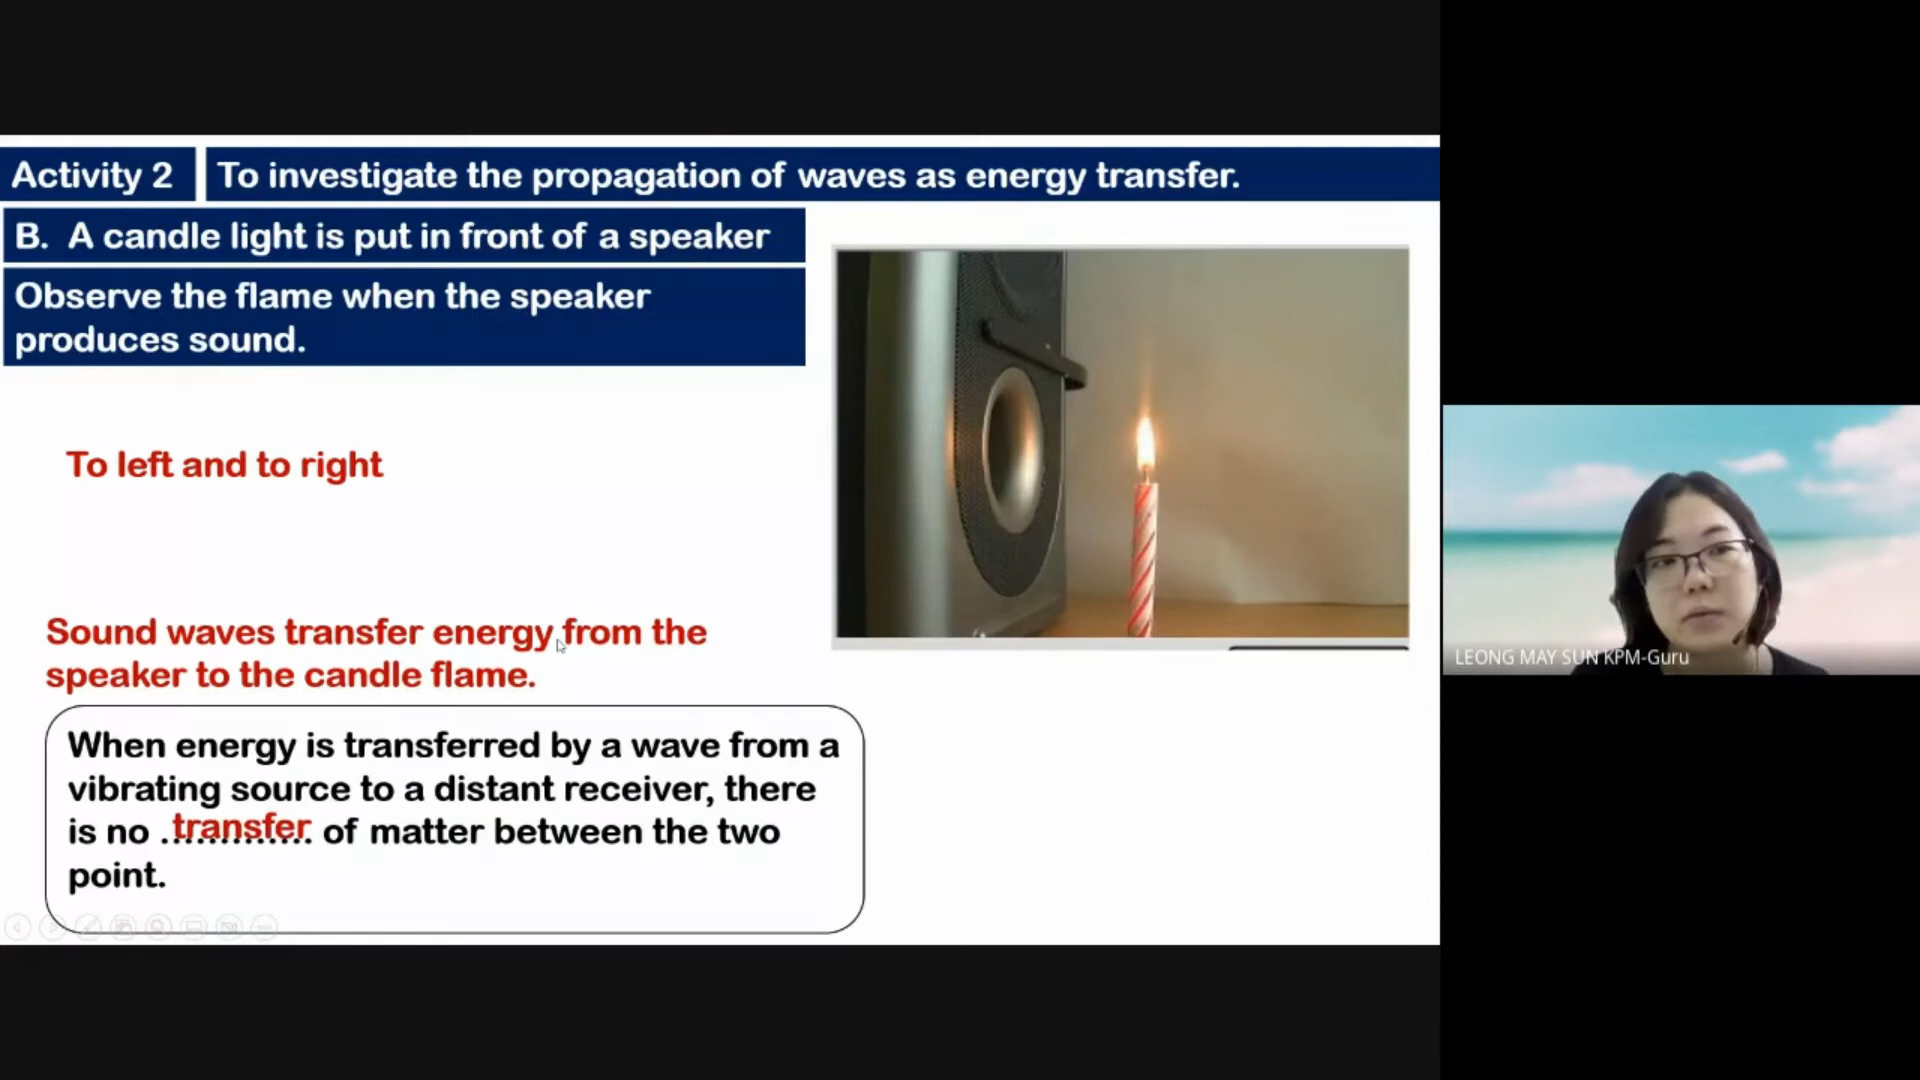 Activity 2
To investigate the propagation of waves as energy transfer.
B. A candle light is put in front of a speaker
Observe the flame when the speaker
produces sound.
To left and to right
Sound waves transfer energy from the
speaker to the candle flame.
When energy is transferred by a wave from a
vibrating source to a distant receiver, there
is no .transfer. of matter between the two
point.
LEONG MAY SUN KPM-Guru